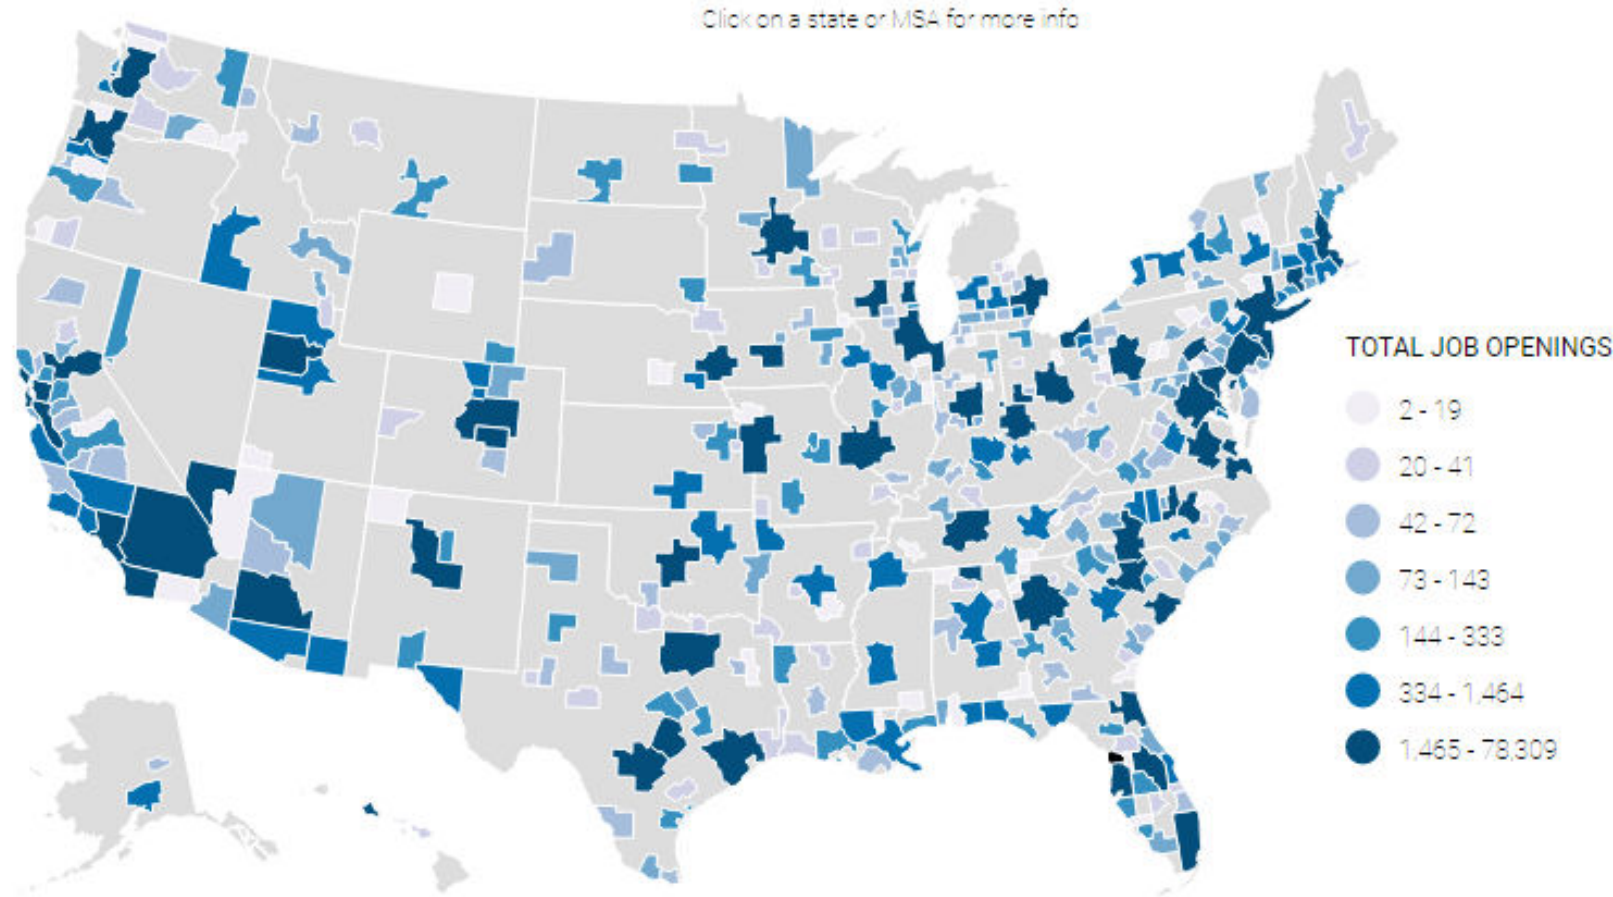 Click on a state or MSA for more info
TOTAL JOB OPENINGS
2 - 19
20 - 41
42 - 72
73 - 143
144 - 333
334 - 1,464
1,465 - 78,309